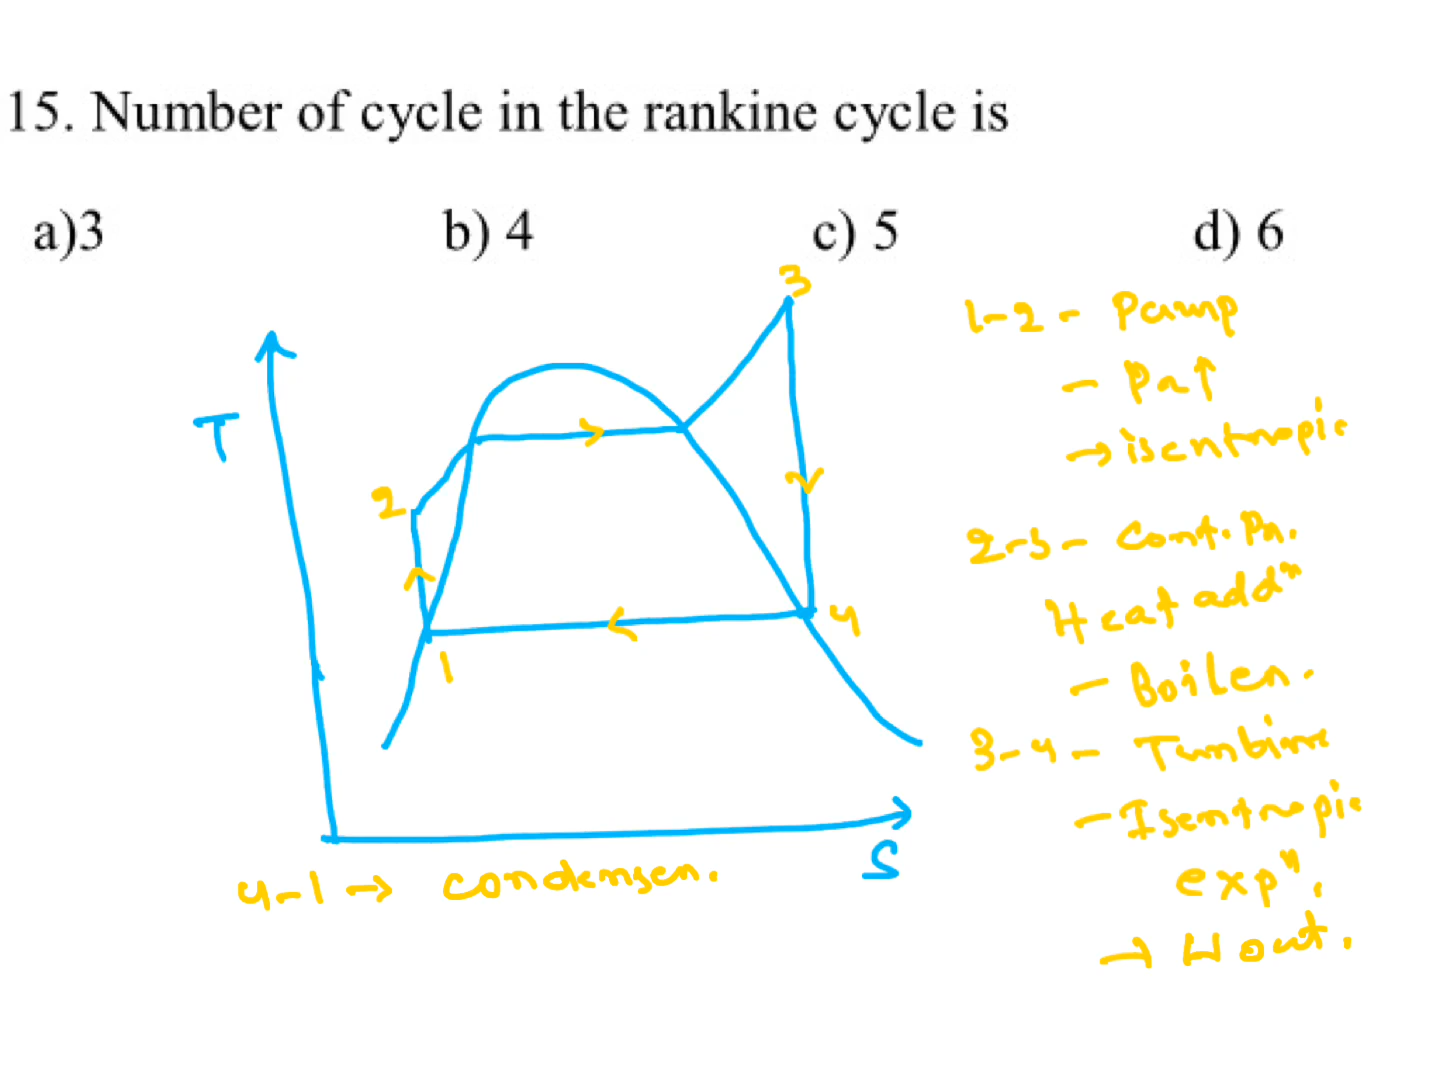 15. Number of cycle in the rankine cycle is
a)3 b) 4 c) 5 d) 6
3
1-2 - Pump
- Pr↑
→ isentropic
T
2
2-3 - Const. Pr.
Heat addⁿ
4
1
- Boiler.
3-4 - Turbine
- Isentropic
expⁿ.
→ Wout.
S
4-1 → condenser.